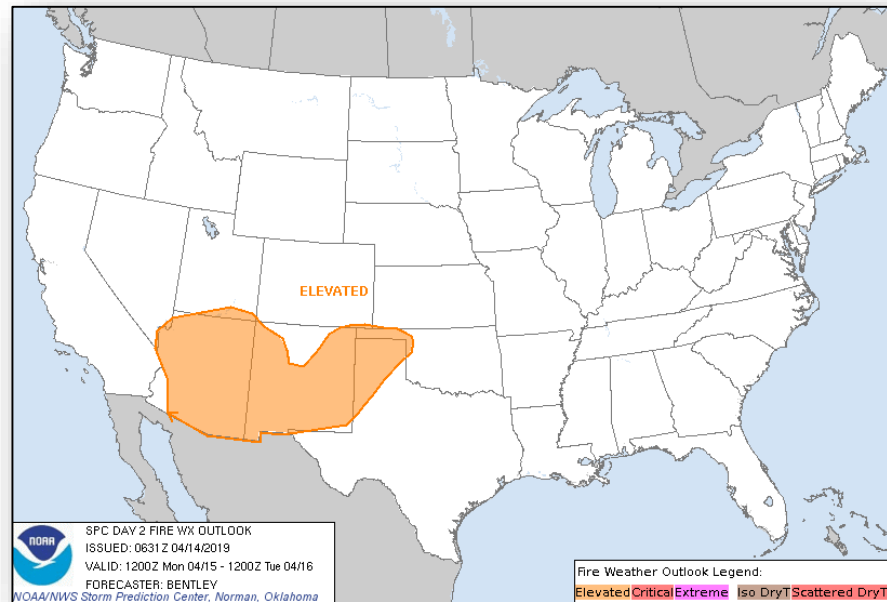 ELEVATED
NOAA
SPC DAY 2 FIRE WX OUTLOOK
ISSUED: 0631Z 04/14/2019
VALID: 1200Z Mon 04/15 - 1200Z Tue 04/16
FORECASTER: BENTLEY
NOAA/NWS Storm Prediction Center, Norman, Oklahoma
Fire Weather Outlook Legend:
Elevated Critical Extreme Iso DryT Scattered DryT